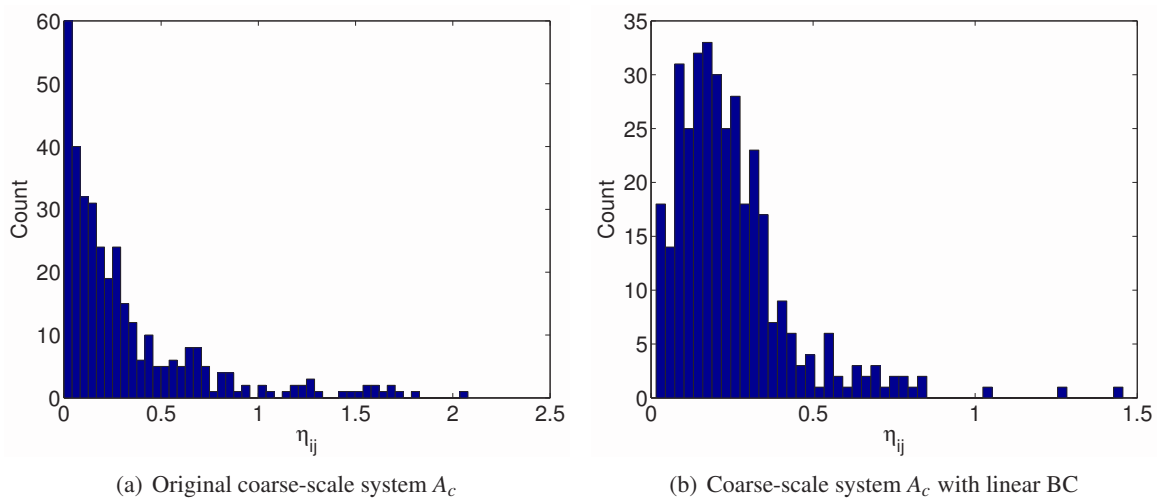 60
50
40
30
20
10
0
Count
0 0.5 1 1.5 2 2.5
η_ij
(a) Original coarse-scale system A_c
35
30
25
20
15
10
5
0
Count
0 0.5 1 1.5
η_ij
(b) Coarse-scale system A_c with linear BC